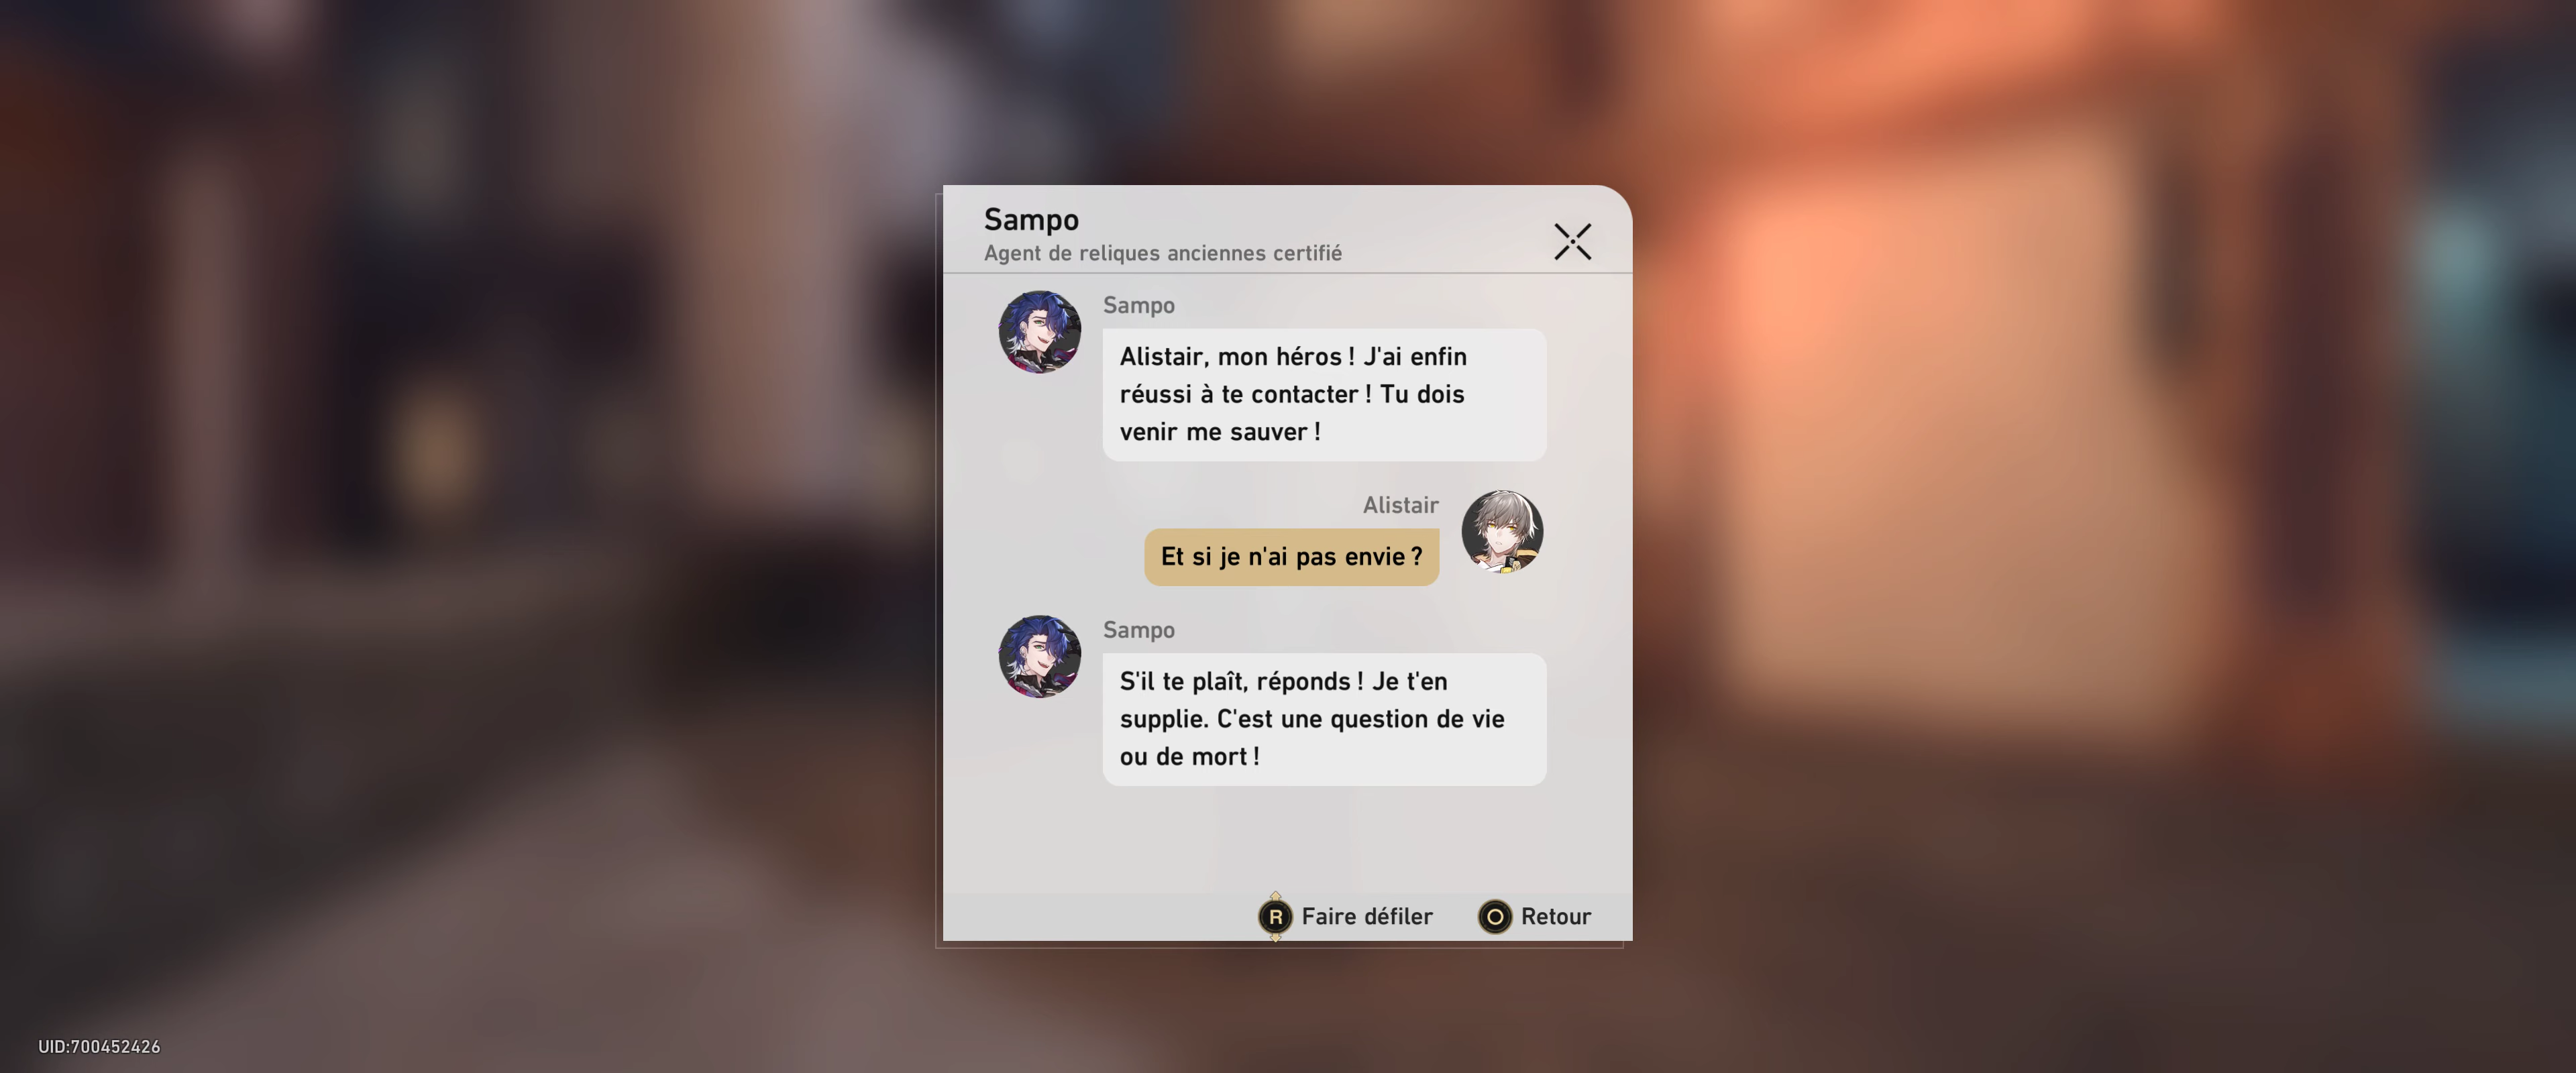 Sampo
Agent de reliques anciennes certifié
Sampo
Alistair, mon héros ! J'ai enfin
réussi à te contacter ! Tu dois
venir me sauver !
Alistair
Et si je n'ai pas envie ?
Sampo
S'il te plaît, réponds ! Je t'en
supplie. C'est une question de vie
ou de mort !
R Faire défiler
Retour
UID:700452426